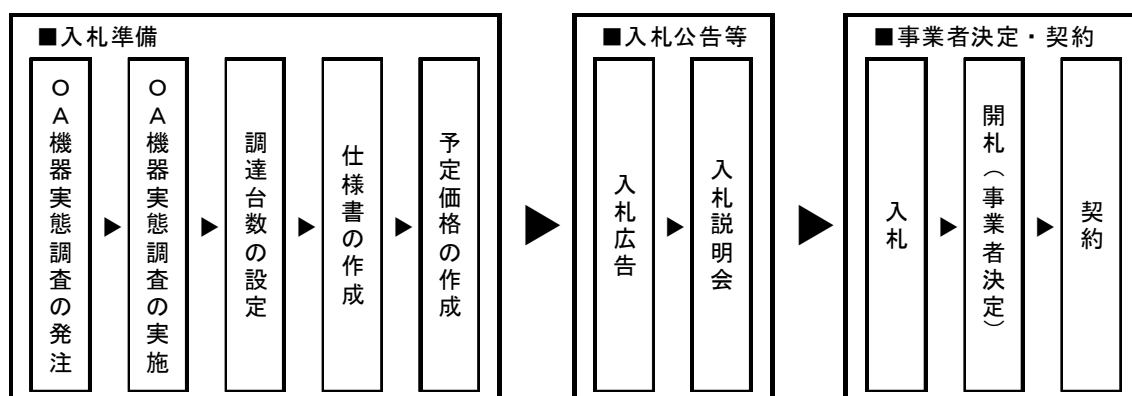 ■入札準備
OA機器実態調査の発注
▶
OA機器実態調査の実施
▶
調達台数の設定
▶
仕様書の作成
▶
予定価格の作成
▶
■入札公告等
入札広告
▶
入札説明会
▶
■事業者決定・契約
入札
▶
開札（事業者決定）
▶
契約